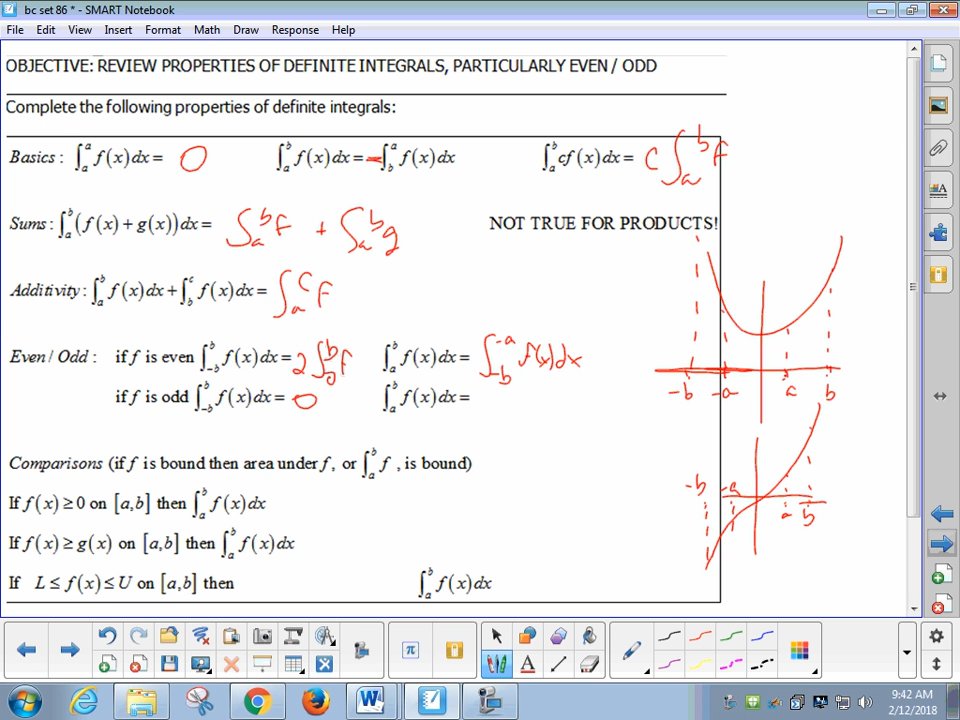 bc set 86 * - SMART Notebook
File Edit View Insert Format Math Draw Response Help
OBJECTIVE: REVIEW PROPERTIES OF DEFINITE INTEGRALS, PARTICULARLY EVEN / ODD
Complete the following properties of definite integrals:
Basics : ∫_a^a f(x)dx = 0 ∫_a^b f(x)dx = -∫_b^a f(x)dx ∫_a^b cf(x)dx = c ∫_a^b f
Sums : ∫_a^b (f(x) + g(x))dx = ∫_a^b f + ∫_a^b g NOT TRUE FOR PRODUCTS!
Additivity : ∫_a^b f(x)dx + ∫_b^c f(x)dx = ∫_a^c f
Even / Odd : if f is even ∫_{-b}^b f(x)dx = 2∫_0^b f ∫_a^b f(x)dx = ∫_{-b}^{-a} f(x)dx
if f is odd ∫_{-b}^b f(x)dx = 0 ∫_a^b f(x)dx =
-b -a a b
-b -a a b
Comparisons (if f is bound then area under f, or ∫_a^b f , is bound)
If f(x) ≥ 0 on [a,b] then ∫_a^b f(x)dx
If f(x) ≥ g(x) on [a,b] then ∫_a^b f(x)dx
If L ≤ f(x) ≤ U on [a,b] then ∫_a^b f(x)dx
9:42 AM
2/12/2018